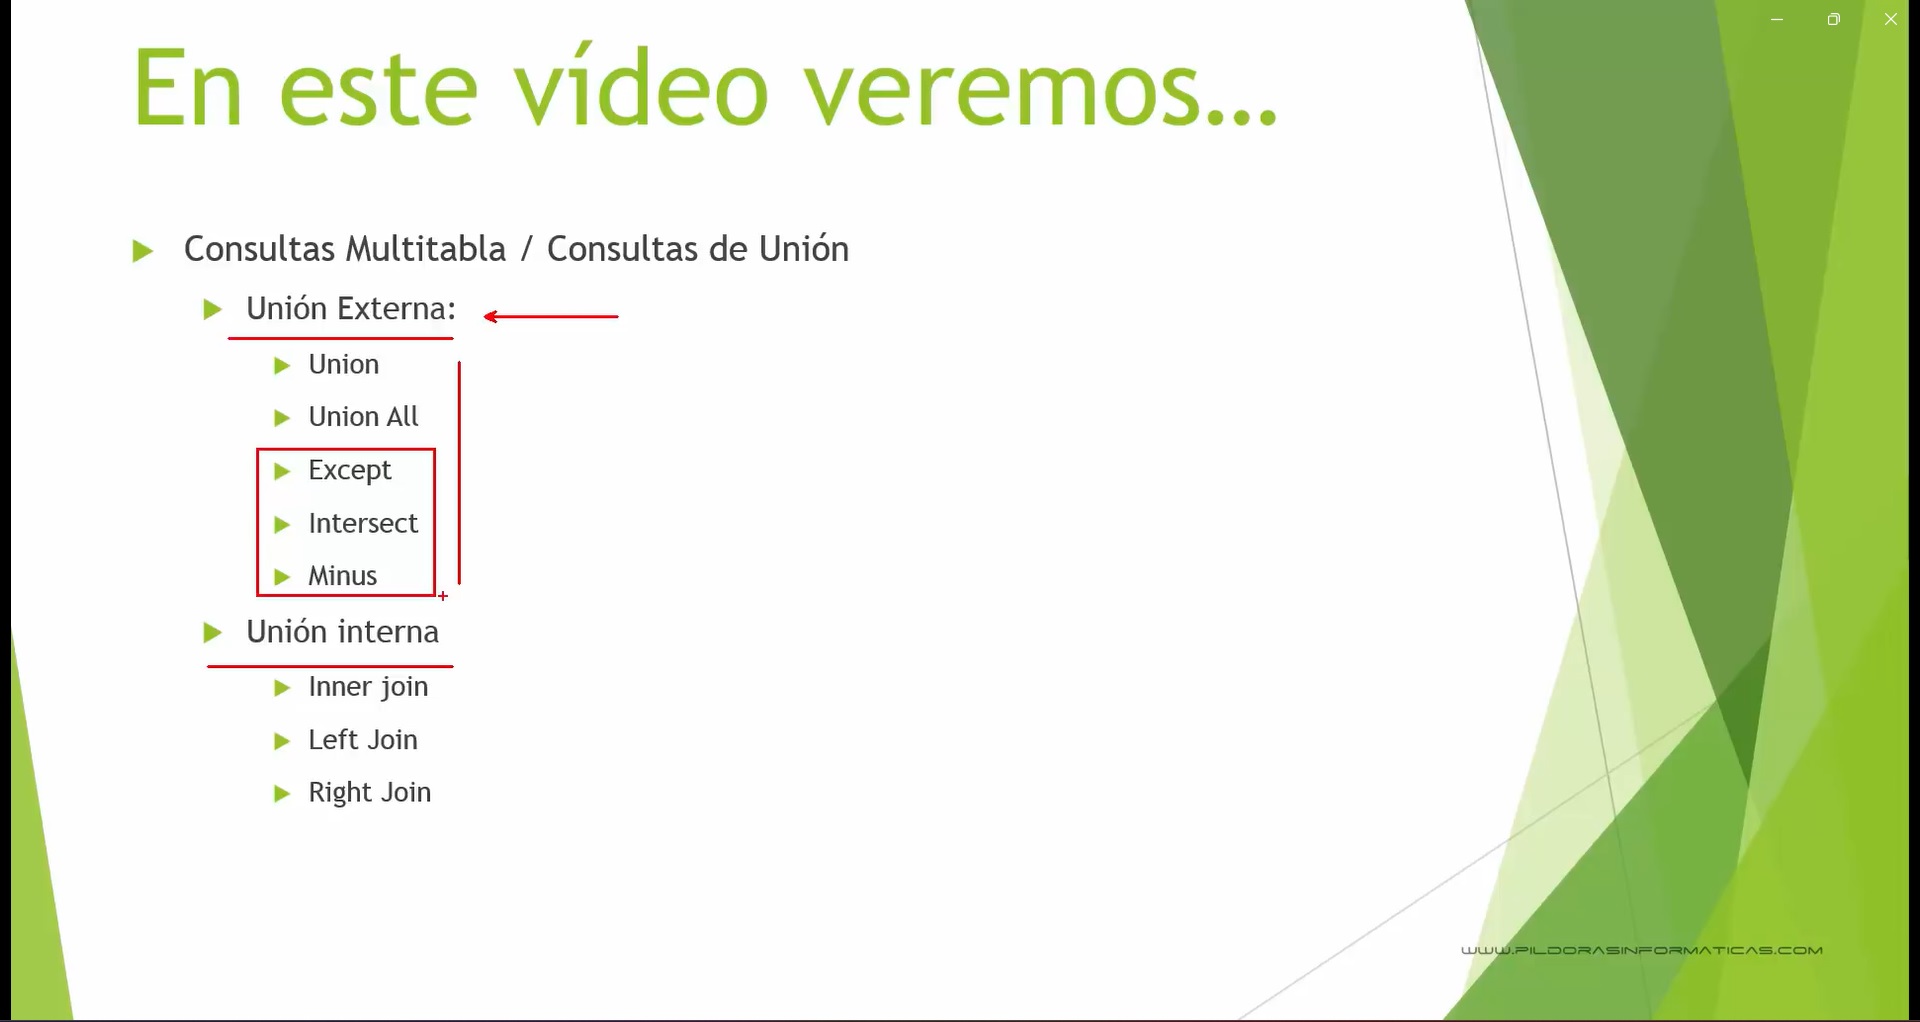 En este vídeo veremos...
Consultas Multitabla / Consultas de Unión
Unión Externa:
Union
Union All
Except
Intersect
Minus
Unión interna
Inner join
Left Join
Right Join
WWW.PILDORASINFORMATICAS.COM